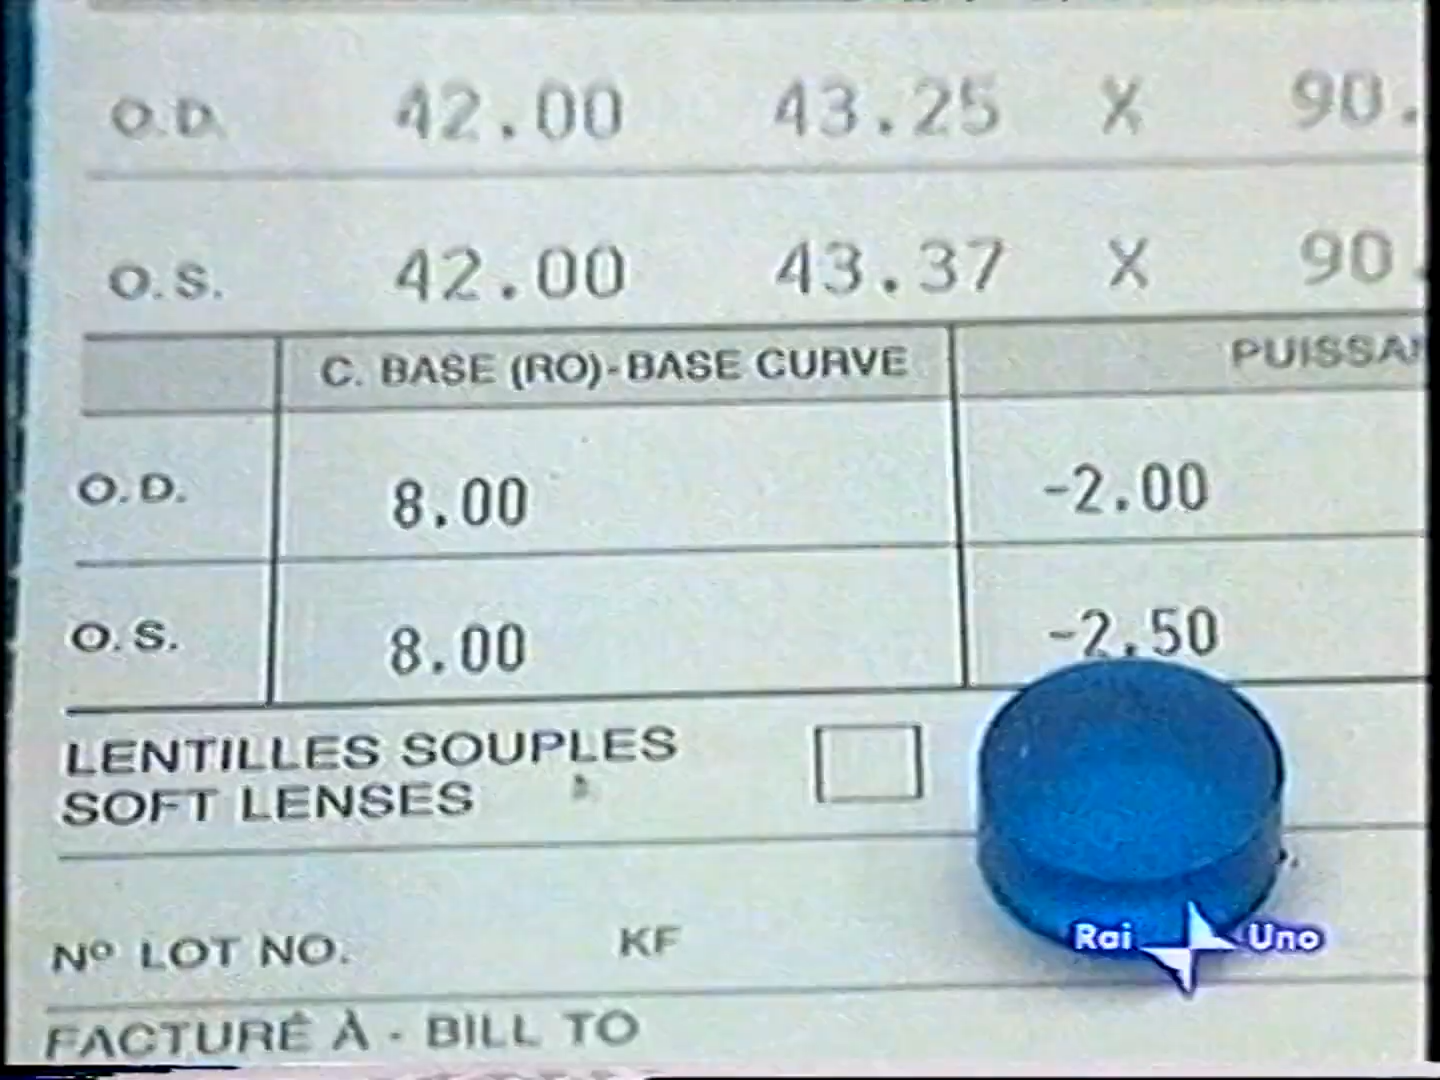 O.D. 42.00 43.25 X 90.
O.S. 42.00 43.37 X 90.
C. BASE (RO)-BASE CURVE
O.D. 8.00 -2.00
O.S. 8.00 -2.50
LENTILLES SOUPLES
SOFT LENSES
Nº LOT NO. KF
Rai Uno
FACTURÉ À - BILL TO